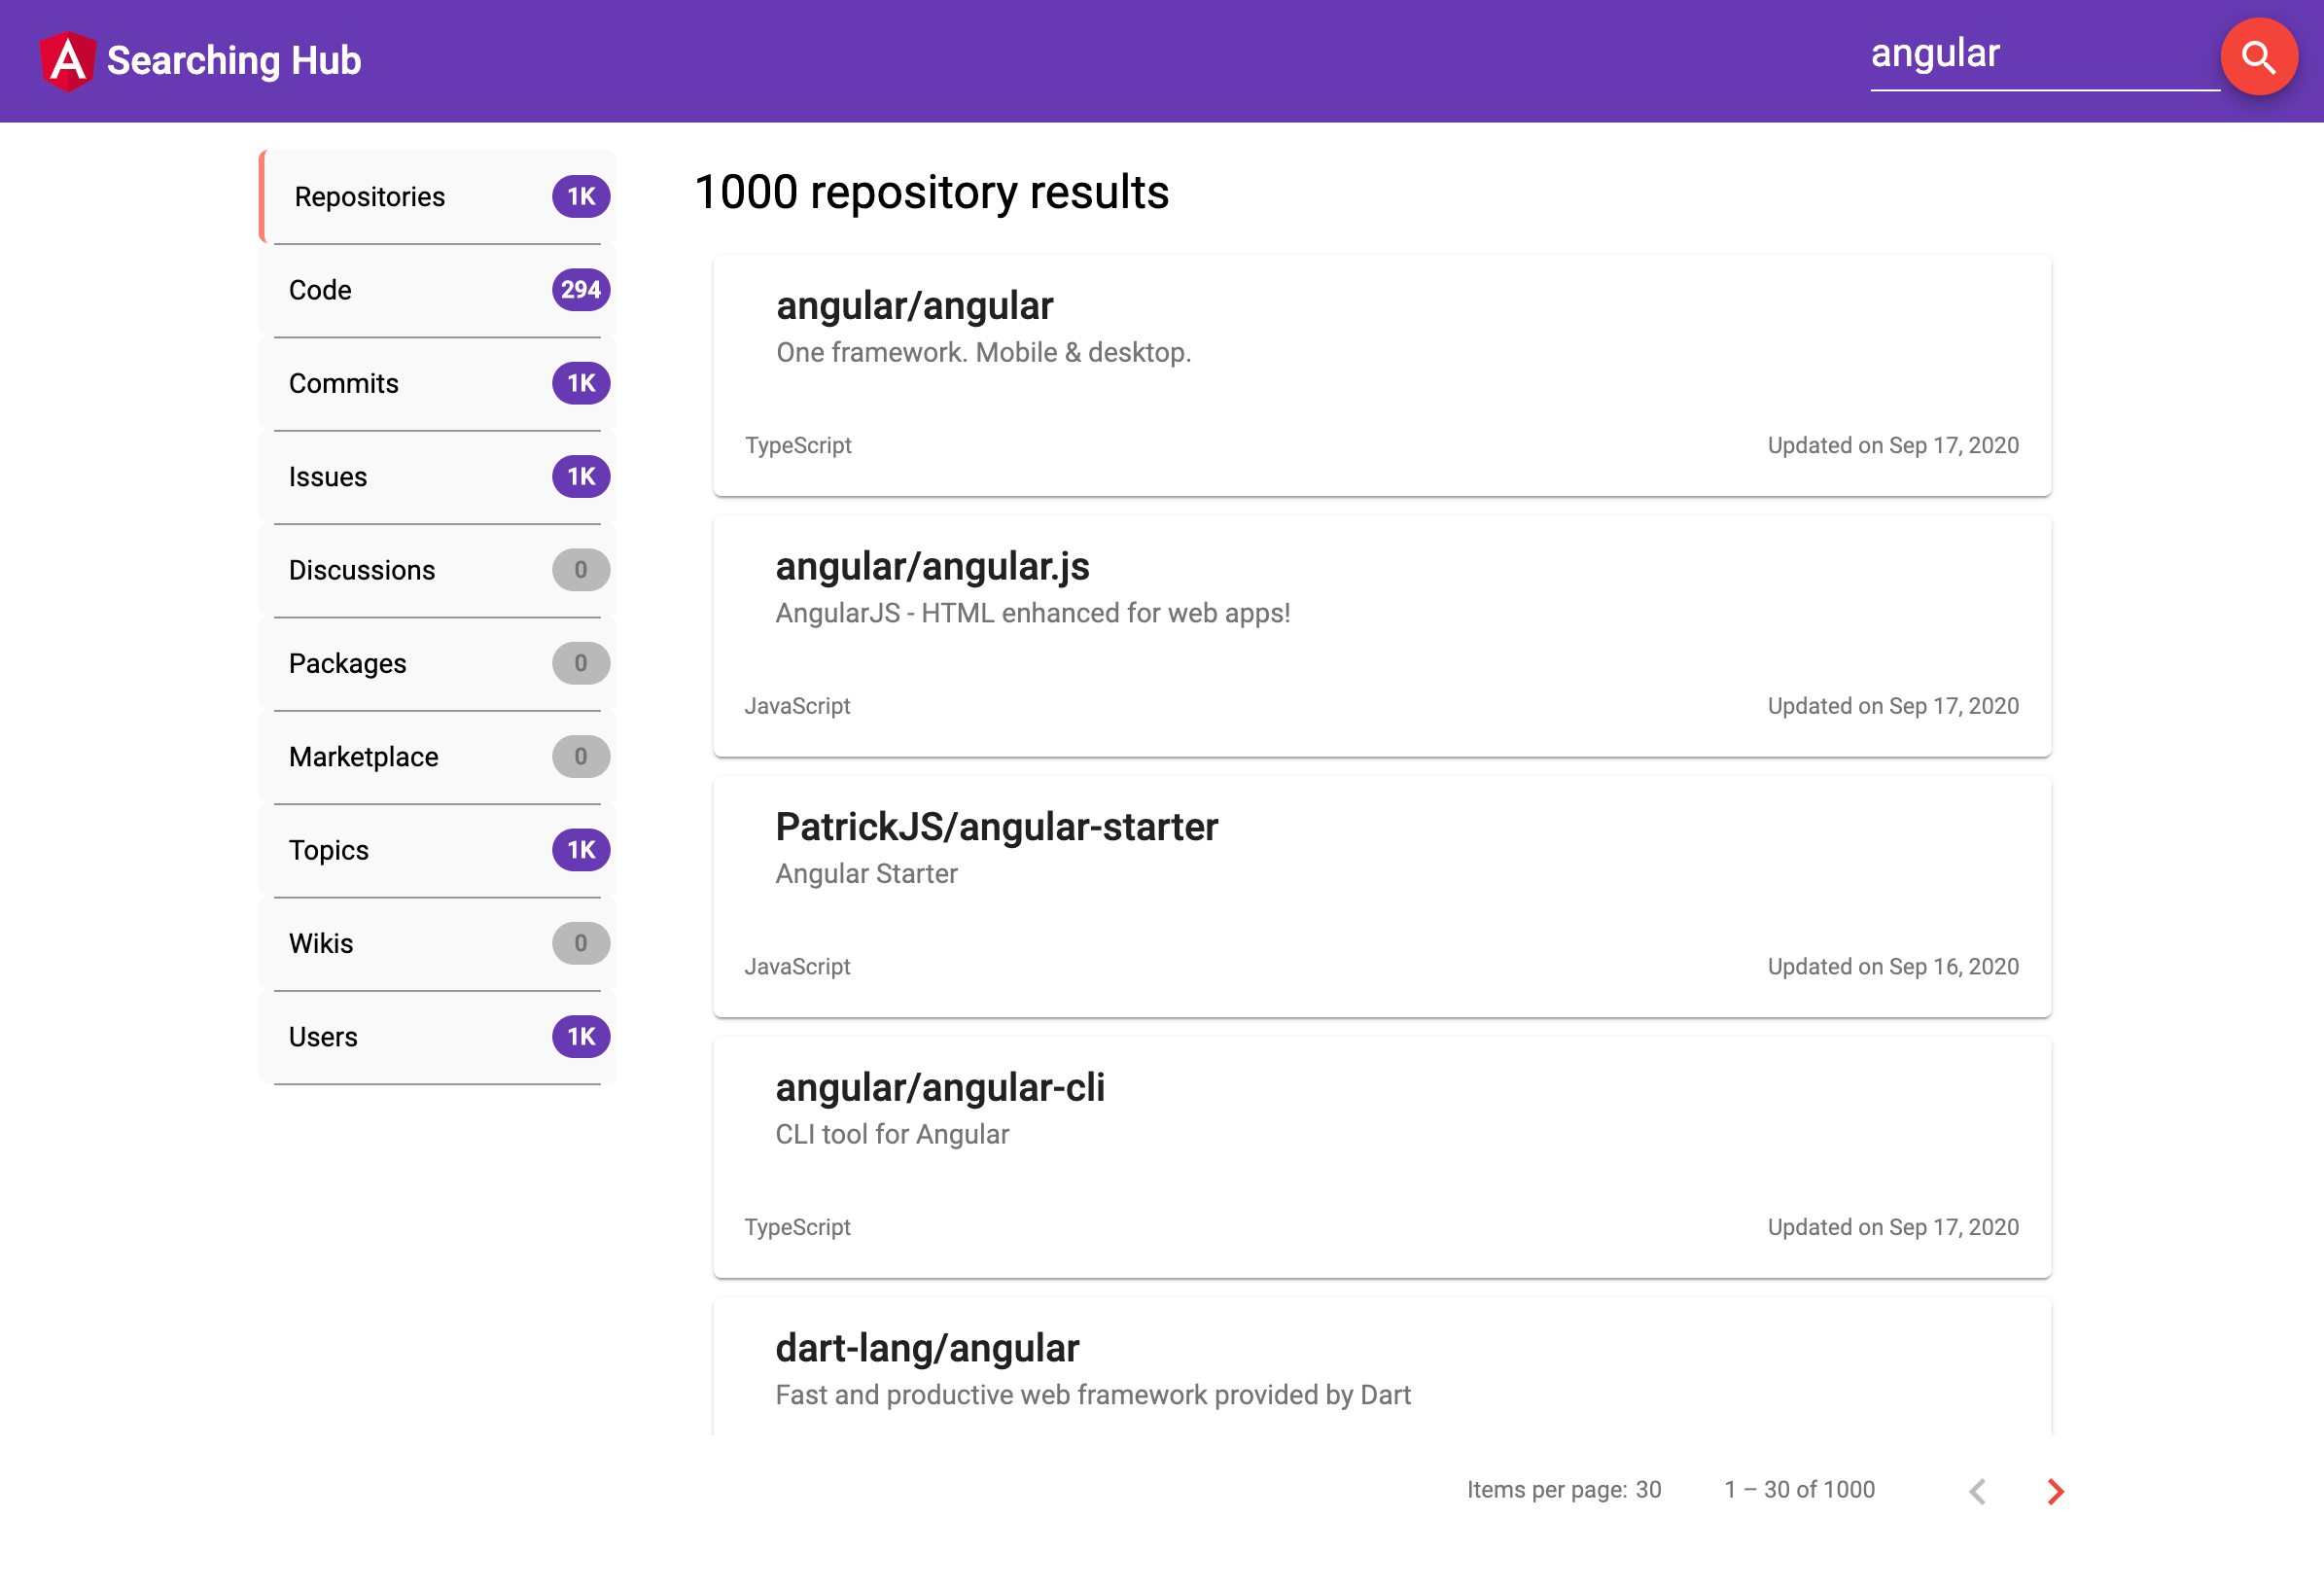 Searching Hub
angular
Repositories 1K
Code 294
Commits 1K
Issues 1K
Discussions 0
Packages 0
Marketplace 0
Topics 1K
Wikis 0
Users 1K
1000 repository results
angular/angular
One framework. Mobile & desktop.
TypeScript Updated on Sep 17, 2020
angular/angular.js
AngularJS - HTML enhanced for web apps!
JavaScript Updated on Sep 17, 2020
PatrickJS/angular-starter
Angular Starter
JavaScript Updated on Sep 16, 2020
angular/angular-cli
CLI tool for Angular
TypeScript Updated on Sep 17, 2020
dart-lang/angular
Fast and productive web framework provided by Dart
Items per page: 30 1 – 30 of 1000